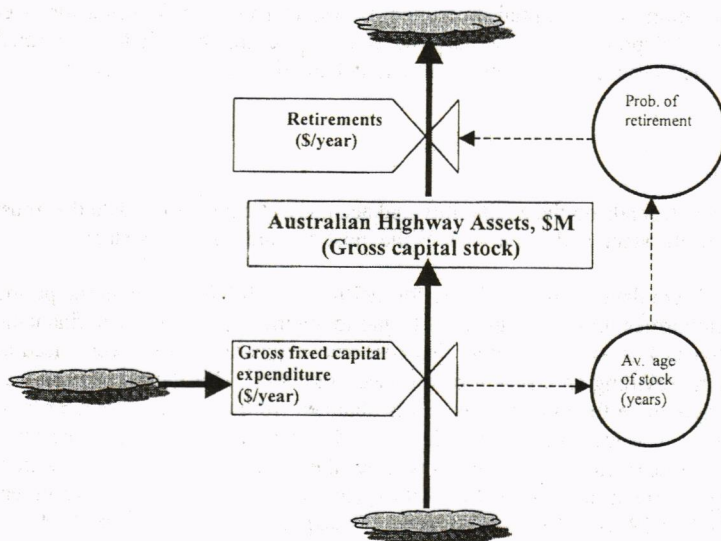 Retirements
($/year)
Prob. of
retirement
Australian Highway Assets, $M
(Gross capital stock)
Gross fixed capital
expenditure
($/year)
Av. age
of stock
(years)